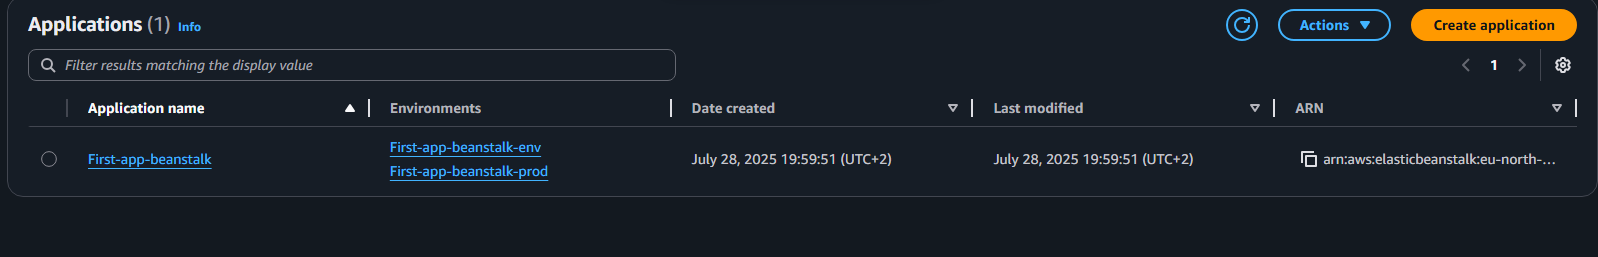 Applications (1) Info
Actions
Create application
Filter results matching the display value
1
Application name Environments Date created Last modified ARN
First-app-beanstalk First-app-beanstalk-env July 28, 2025 19:59:51 (UTC+2) July 28, 2025 19:59:51 (UTC+2) arn:aws:elasticbeanstalk:eu-north-...
First-app-beanstalk-prod